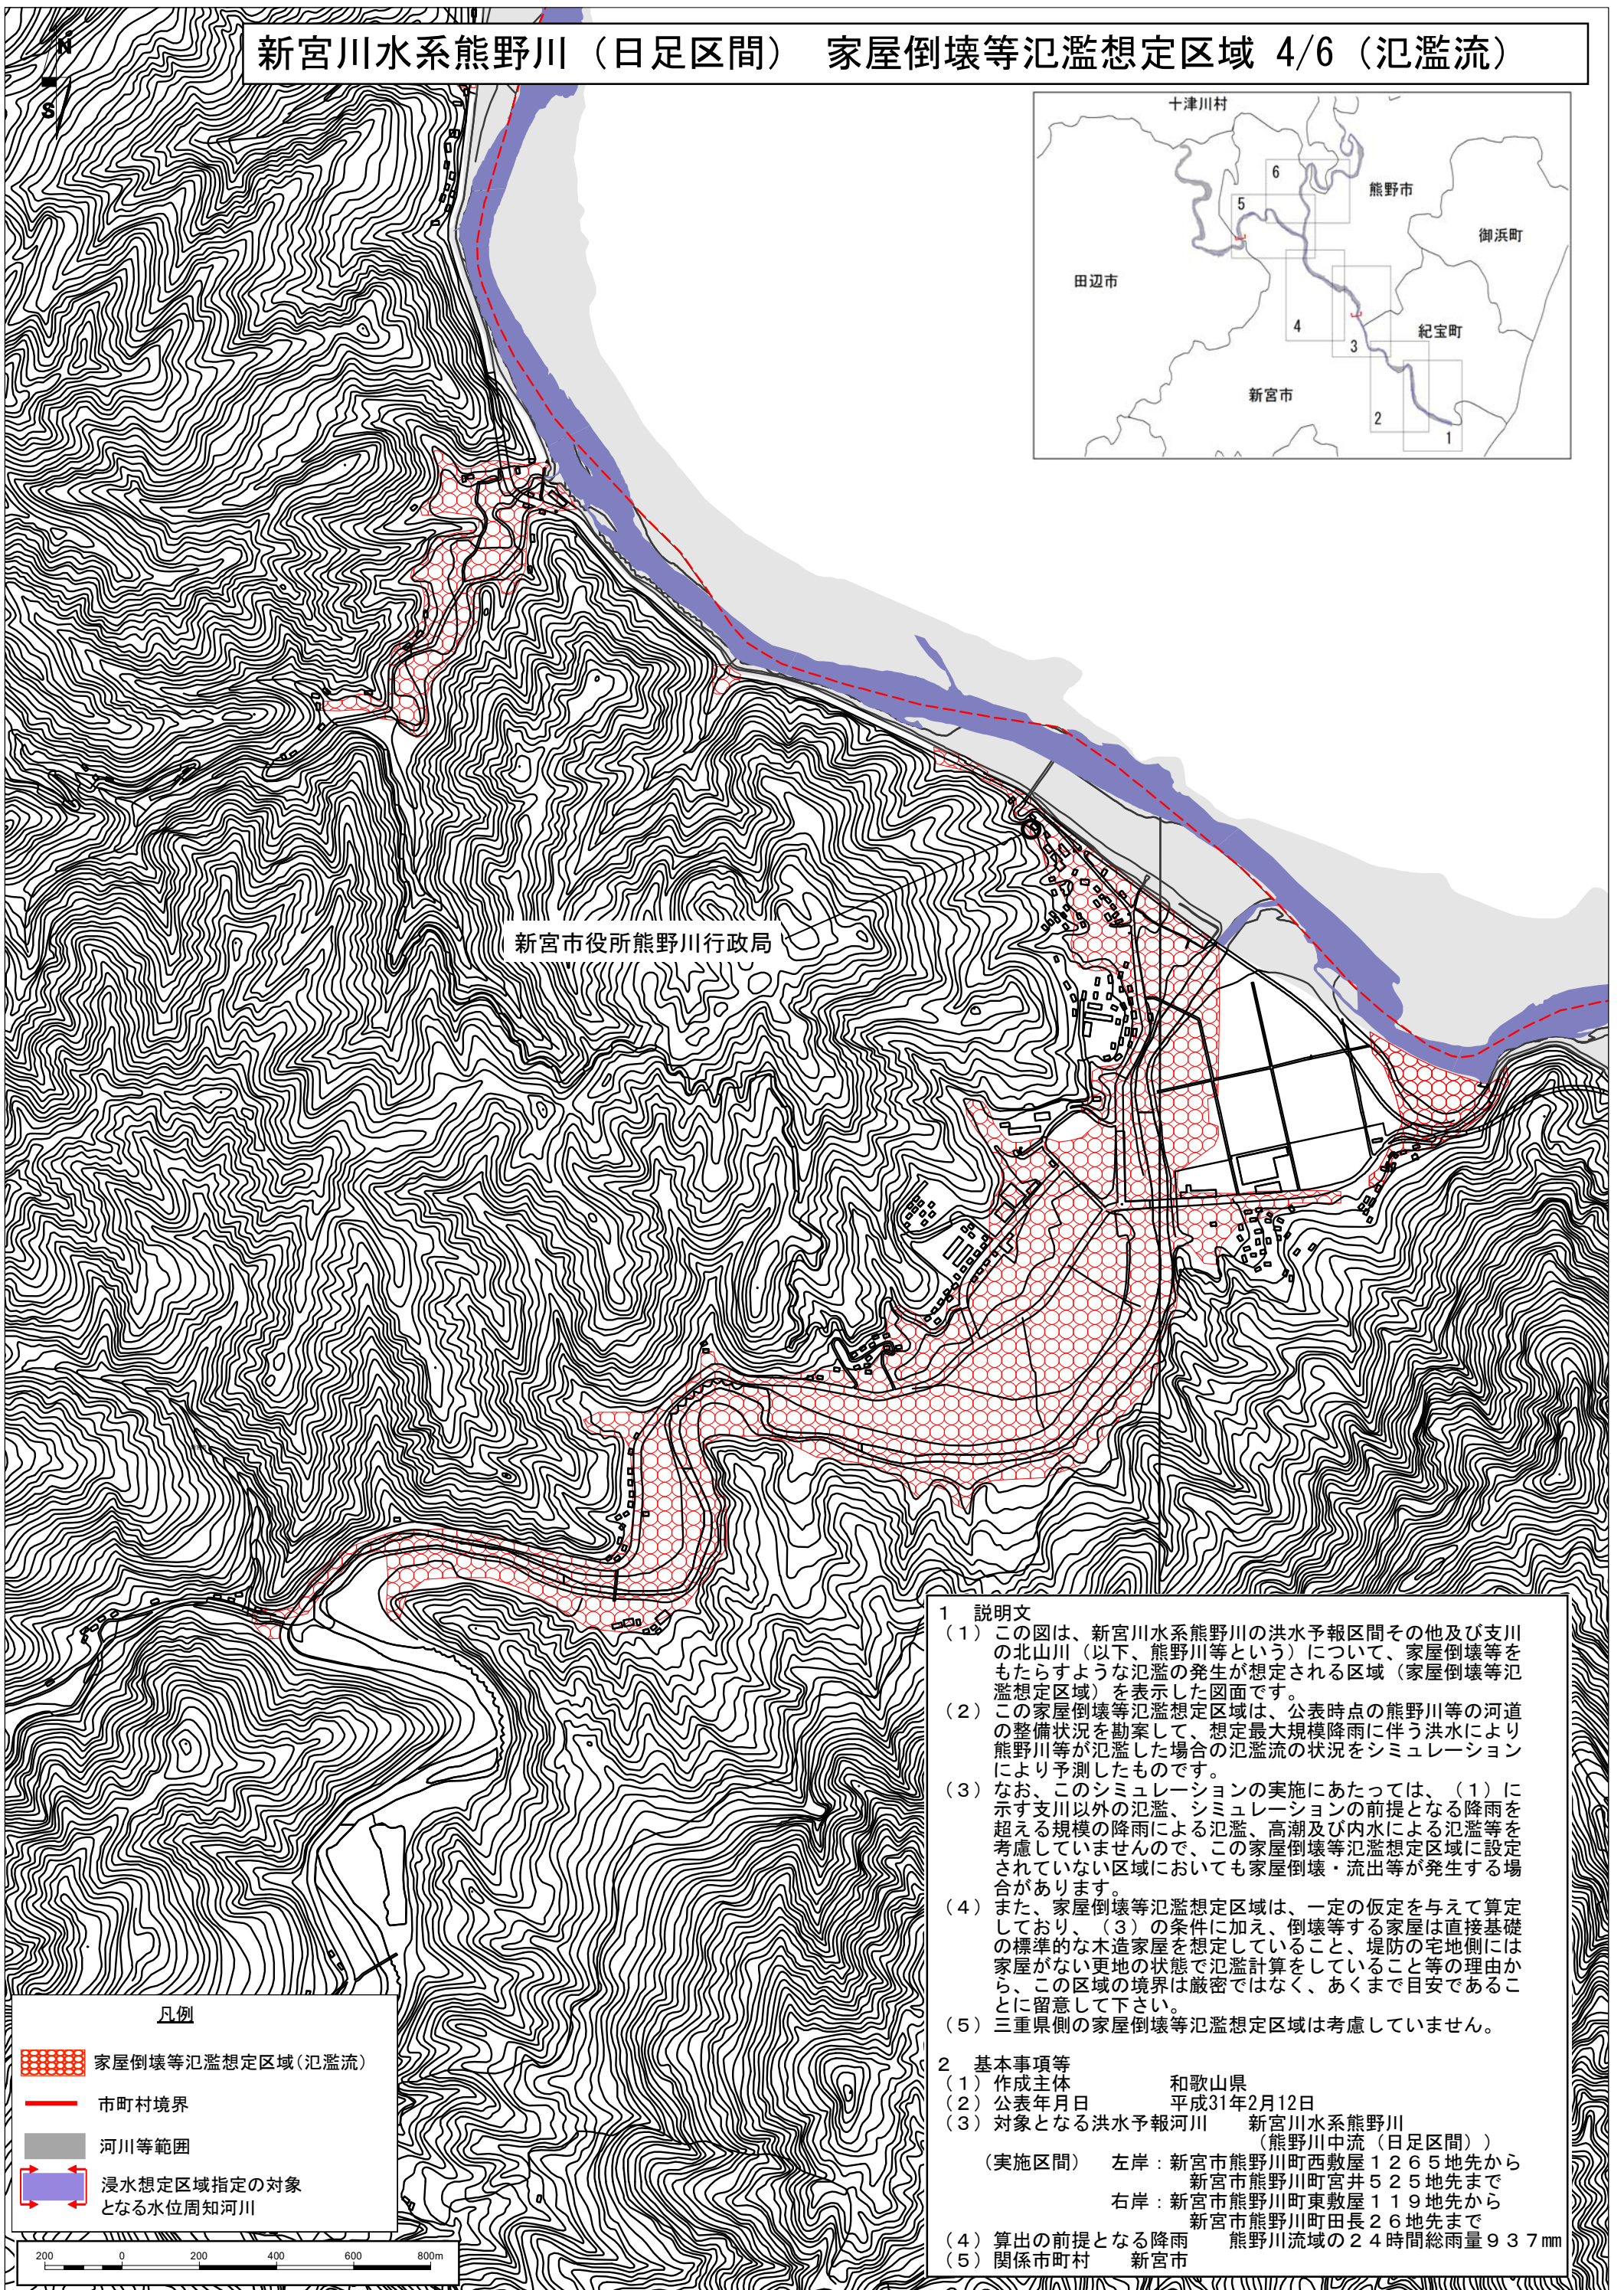 新宮川水系熊野川（日足区間）　家屋倒壊等氾濫想定区域 4/6（氾濫流）
N
S
十津川村
6
熊野市
5
御浜町
田辺市
4
紀宝町
3
新宮市
2
1
新宮市役所熊野川行政局
1　説明文
（1）この図は、新宮川水系熊野川の洪水予報区間その他及び支川
の北山川（以下、熊野川等という）について、家屋倒壊等を
もたらすような氾濫の発生が想定される区域（家屋倒壊等氾
濫想定区域）を表示した図面です。
（2）この家屋倒壊等氾濫想定区域は、公表時点の熊野川等の河道
の整備状況を勘案して、想定最大規模降雨に伴う洪水により
熊野川等が氾濫した場合の氾濫流の状況をシミュレーション
により予測したものです。
（3）なお、このシミュレーションの実施にあたっては、（1）に
示す支川以外の氾濫、シミュレーションの前提となる降雨を
超える規模の降雨による氾濫、高潮及び内水による氾濫等を
考慮していませんので、この家屋倒壊等氾濫想定区域に設定
されていない区域においても家屋倒壊・流出等が発生する場
合があります。
（4）また、家屋倒壊等氾濫想定区域は、一定の仮定を与えて算定
しており、（3）の条件に加え、倒壊等する家屋は直接基礎
の標準的な木造家屋を想定していること、堤防の宅地側には
家屋がない更地の状態で氾濫計算をしていること等の理由か
ら、この区域の境界は厳密ではなく、あくまで目安であるこ
とに留意して下さい。
（5）三重県側の家屋倒壊等氾濫想定区域は考慮していません。
2　基本事項等
（1）作成主体　和歌山県
（2）公表年月日　平成31年2月12日
（3）対象となる洪水予報河川　新宮川水系熊野川
（熊野川中流（日足区間））
（実施区間）　左岸：新宮市熊野川町西敷屋１２６５地先から
新宮市熊野川町宮井５２５地先まで
右岸：新宮市熊野川町東敷屋１１９地先から
新宮市熊野川町田長２６地先まで
（4）算出の前提となる降雨　熊野川流域の２４時間総雨量９３７㎜
（5）関係市町村　新宮市
凡例
家屋倒壊等氾濫想定区域（氾濫流）
市町村境界
河川等範囲
浸水想定区域指定の対象
となる水位周知河川
200　0　200　400　600　800m